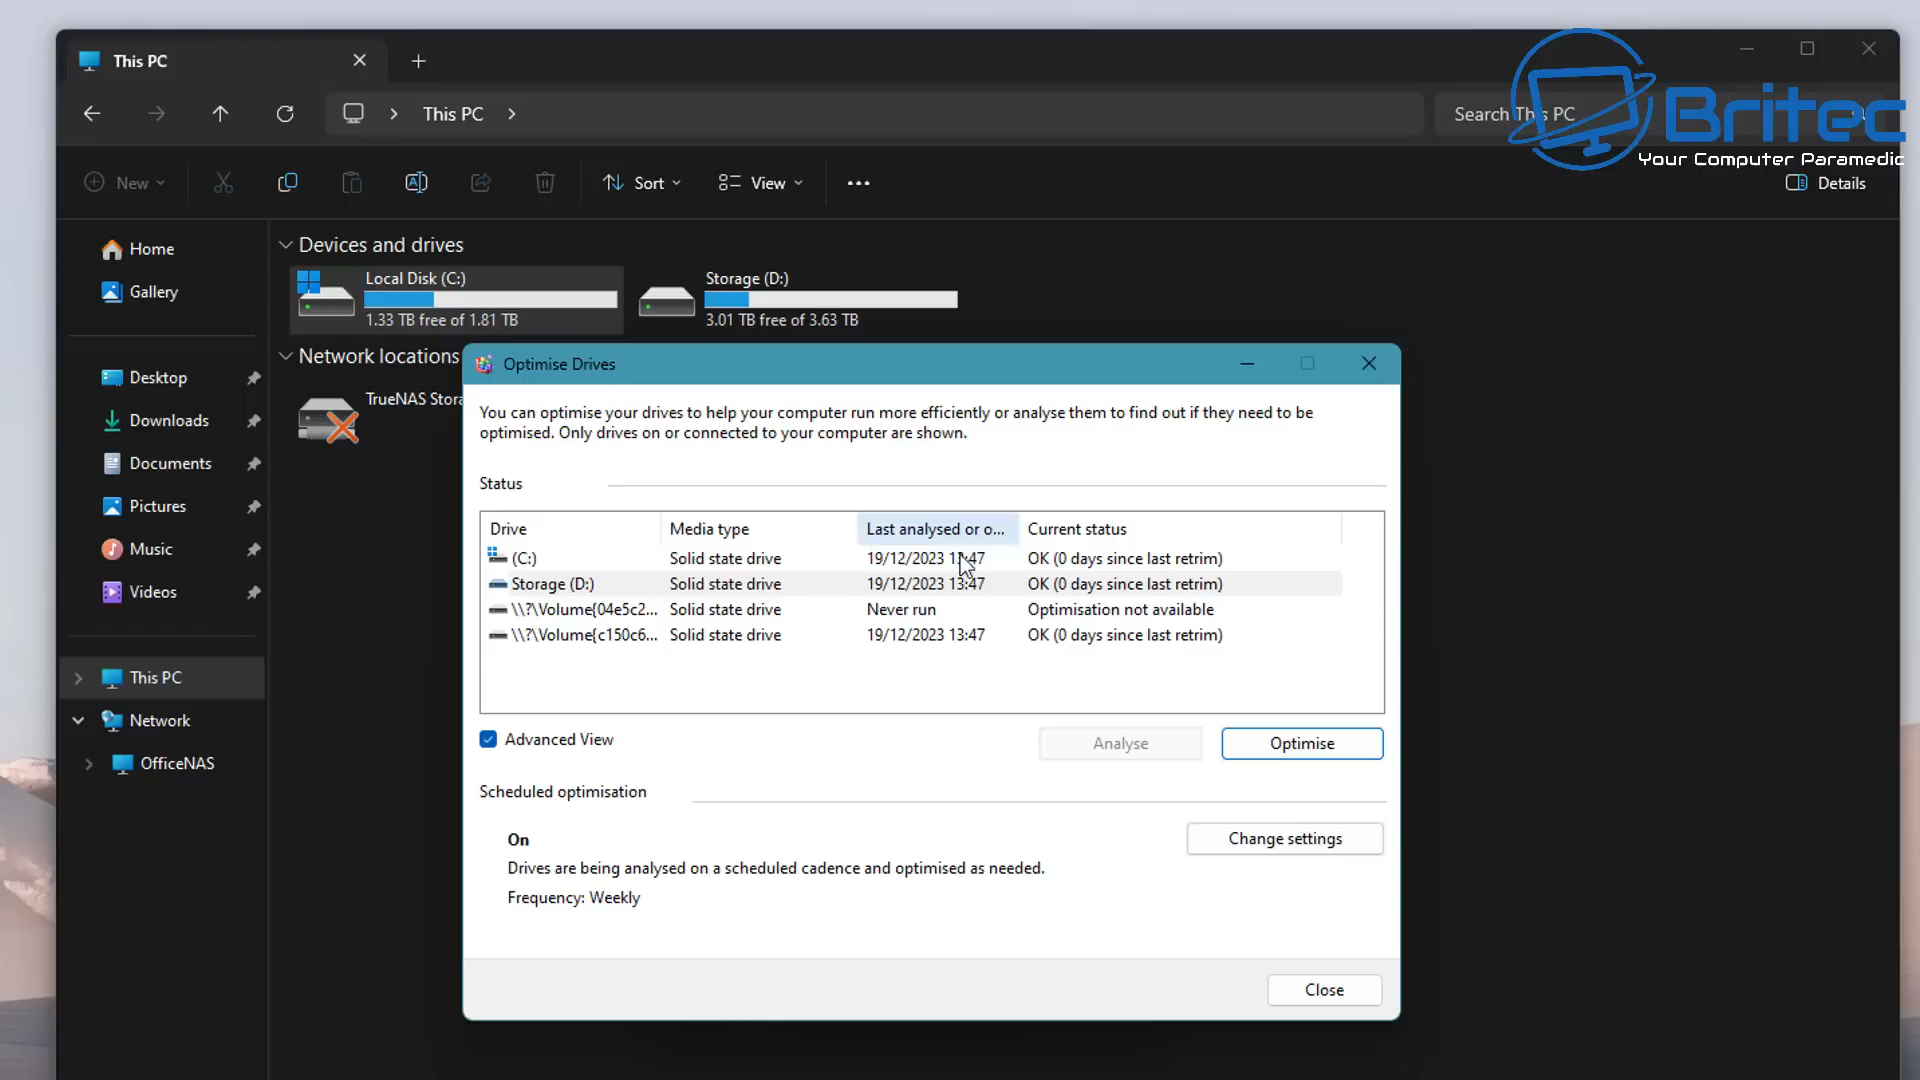 This PC
This PC
Search This PC
Britec
Your Computer Paramedic
New
Sort
View
Details
Home
Gallery
Desktop
Downloads
Documents
Pictures
Music
Videos
This PC
Network
OfficeNAS
Devices and drives
Local Disk (C:)
1.33 TB free of 1.81 TB
Storage (D:)
3.01 TB free of 3.63 TB
Network locations
TrueNAS Stora
Optimise Drives
You can optimise your drives to help your computer run more efficiently or analyse them to find out if they need to be
optimised. Only drives on or connected to your computer are shown.
Status
Drive Media type Last analysed or o... Current status
(C:) Solid state drive 19/12/2023 13:47 OK (0 days since last retrim)
Storage (D:) Solid state drive 19/12/2023 13:47 OK (0 days since last retrim)
\\?\Volume{04e5c2... Solid state drive Never run Optimisation not available
\\?\Volume{c150c6... Solid state drive 19/12/2023 13:47 OK (0 days since last retrim)
Advanced View
Analyse
Optimise
Scheduled optimisation
On
Change settings
Drives are being analysed on a scheduled cadence and optimised as needed.
Frequency: Weekly
Close